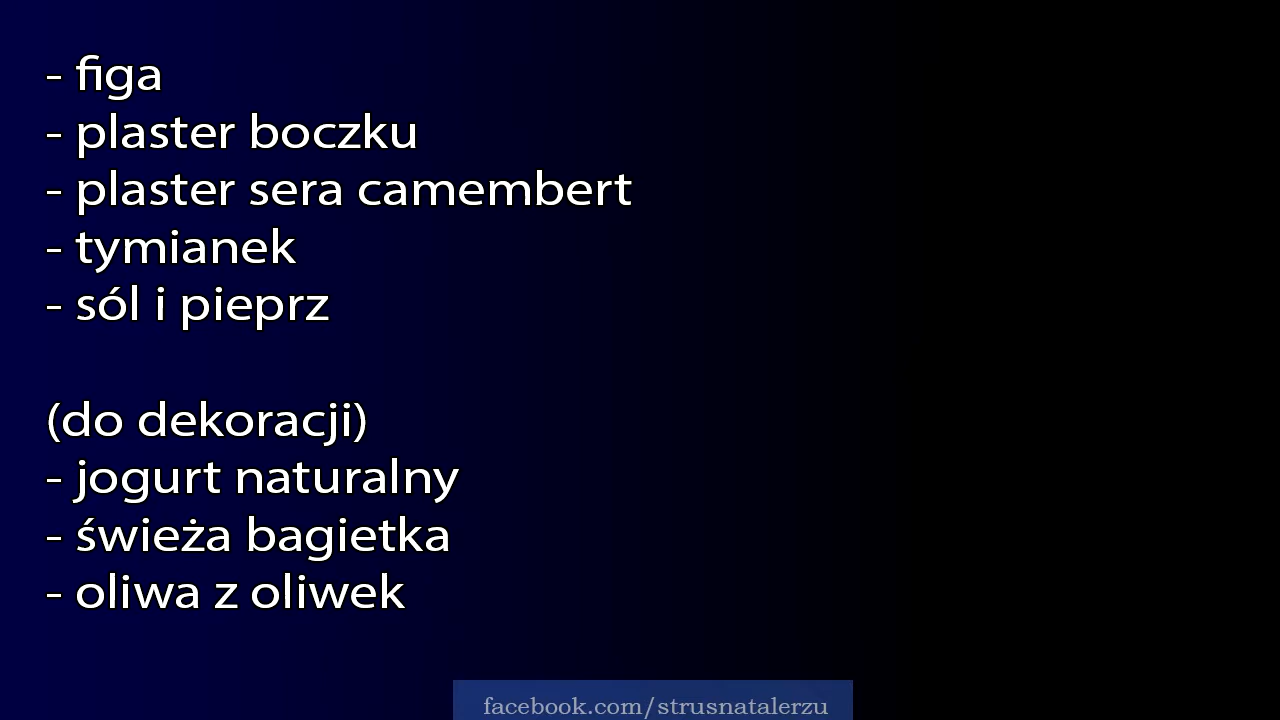 - figa
- plaster boczku
- plaster sera camembert
- tymianek
- sól i pieprz
(do dekoracji)
- jogurt naturalny
- świeża bagietka
- oliwa z oliwek
facebook.com/strusnatalerzu